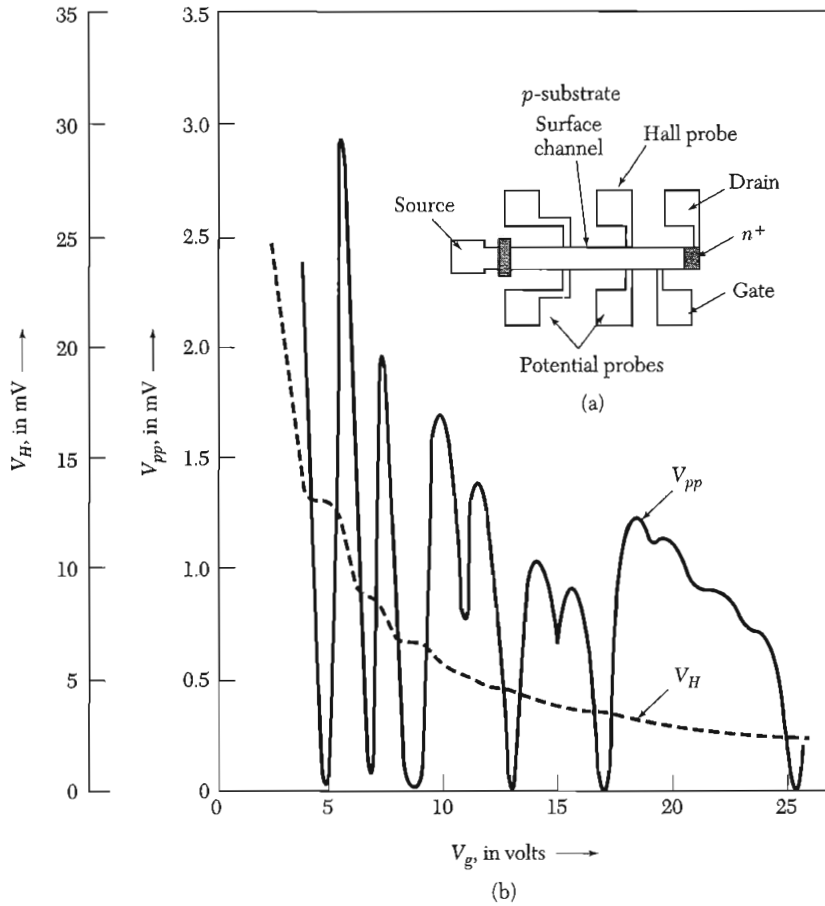 35
30
25
20
15
10
5
0
V_H, in mV ⟶
3.5
3.0
2.5
2.0
1.5
1.0
0.5
0
V_pp, in mV ⟶
p-substrate
Surface
channel
Hall probe
Drain
Source
n⁺
Gate
Potential probes
(a)
V_pp
V_H
0 5 10 15 20 25
V_g, in volts ⟶
(b)